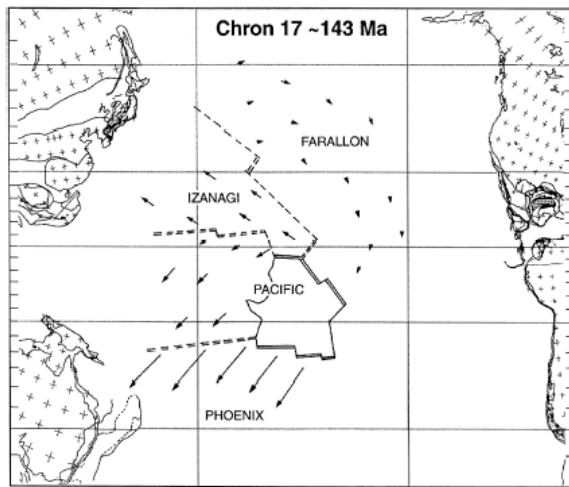 Chron 17 ~143 Ma
FARALLON
IZANAGI
PACIFIC
PHOENIX